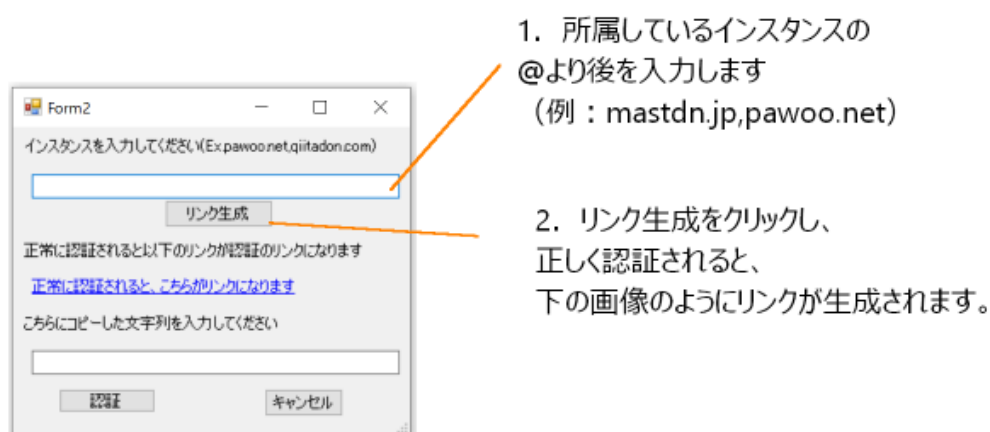 1．所属しているインスタンスの
@より後を入力します
（例：mastdn.jp,pawoo.net）
Form2
インスタンスを入力してください(Ex.pawoo.net,qiitadon.com)
リンク生成
2．リンク生成をクリックし、
正しく認証されると、
下の画像のようにリンクが生成されます。
正常に認証されると以下のリンクが認証のリンクになります
正常に認証されると、こちらがリンクになります
こちらにコピーした文字列を入力してください
認証
キャンセル